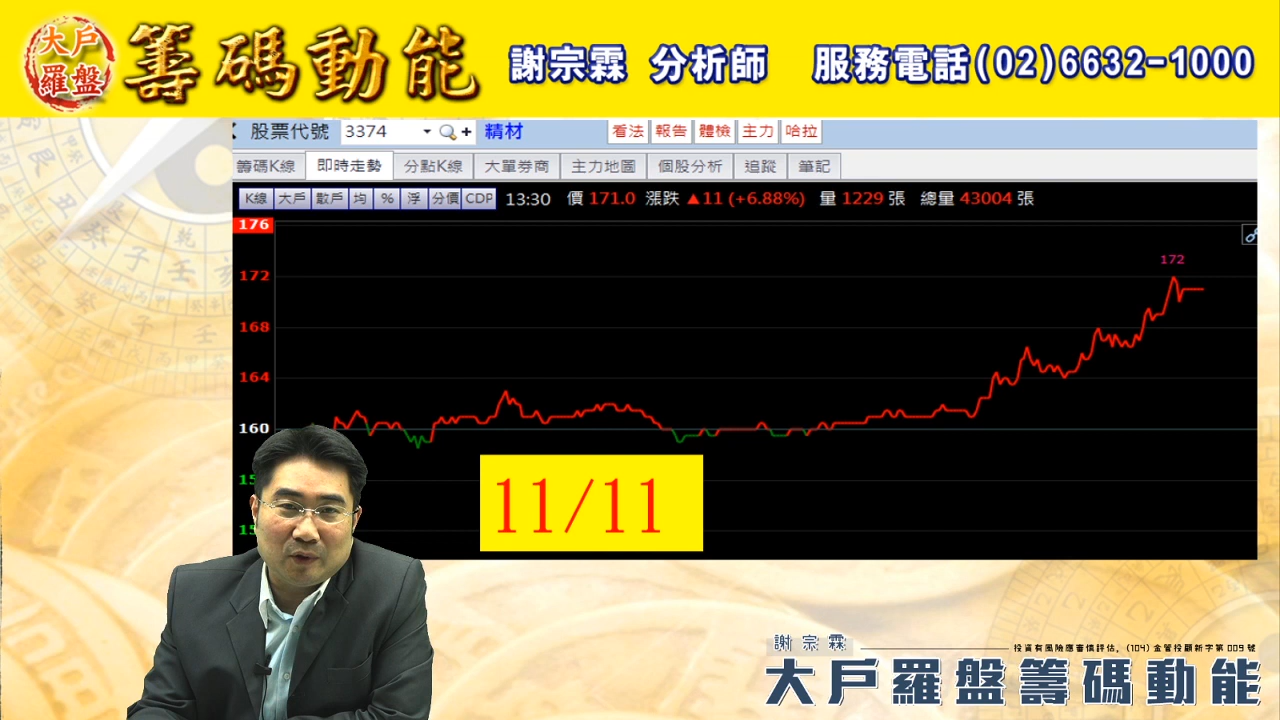 大戶
羅盤
籌碼動能
謝宗霖 分析師 服務電話(02)6632-1000
股票代號 3374 精材 看法 報告 體檢 主力 哈拉
籌碼K線 即時走勢 分點K線 大單券商 主力地圖 個股分析 追蹤 筆記
K線 大戶 散戶 均 % 浮 分價 CDP 13:30 價 171.0 漲跌 ▲11 (+6.88%) 量 1229 張 總量 43004 張
176
172
172
168
164
160
11/11
謝宗霖
投資有風險應審慎評估。(104)金管投顧新字第009號
大戶羅盤籌碼動能